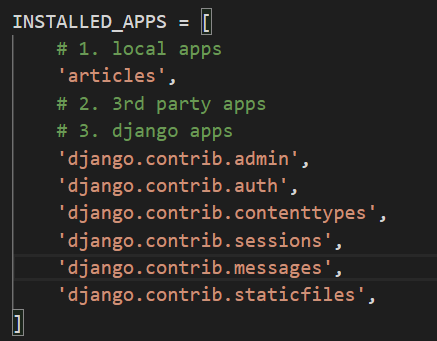 INSTALLED_APPS = [
    # 1. local apps
    'articles',
    # 2. 3rd party apps
    # 3. django apps
    'django.contrib.admin',
    'django.contrib.auth',
    'django.contrib.contenttypes',
    'django.contrib.sessions',
    'django.contrib.messages',
    'django.contrib.staticfiles',
]